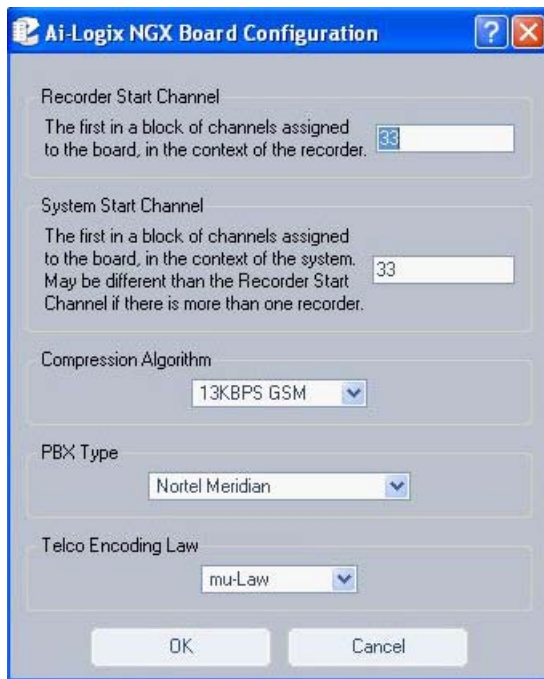 Ai-Logix NGX Board Configuration
Recorder Start Channel
The first in a block of channels assigned
to the board, in the context of the recorder.
33
System Start Channel
The first in a block of channels assigned
to the board, in the context of the system.
May be different than the Recorder Start
Channel if there is more than one recorder.
33
Compression Algorithm
13KBPS GSM
PBX Type
Nortel Meridian
Telco Encoding Law
mu-Law
OK Cancel